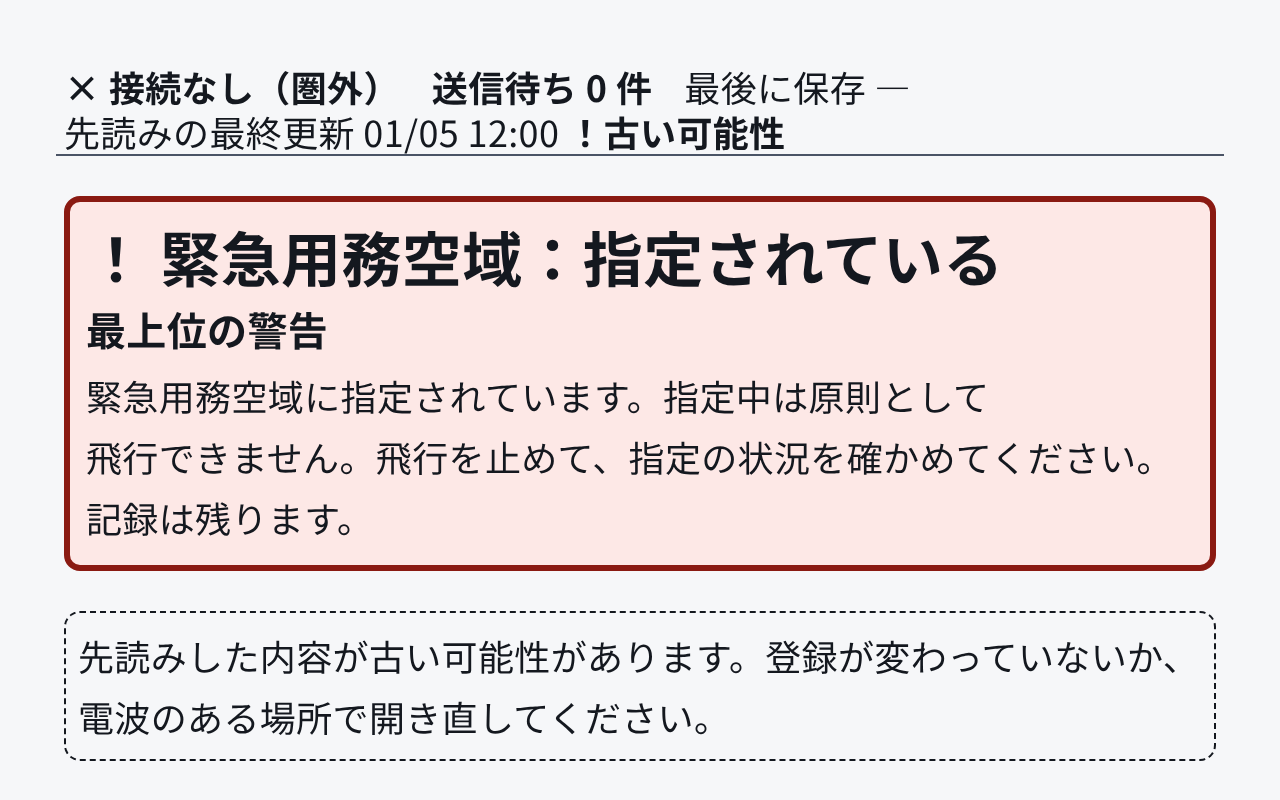 ✕ 接続なし（圏外） 送信待ち 0 件 最後に保存 —
先読みの最終更新 01/05 12:00 ！古い可能性
！ 緊急用務空域：指定されている
最上位の警告
緊急用務空域に指定されています。指定中は原則として
飛行できません。飛行を止めて、指定の状況を確かめてください。
記録は残ります。
先読みした内容が古い可能性があります。登録が変わっていないか、
電波のある場所で開き直してください。